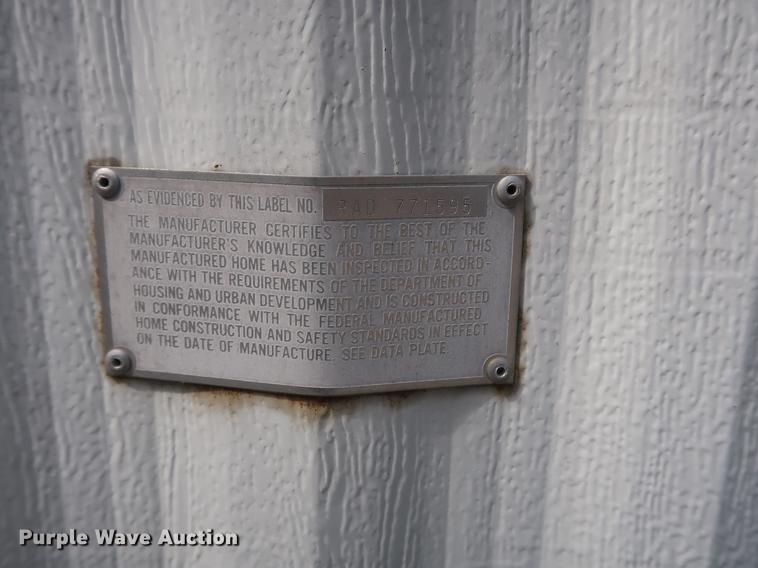 AS EVIDENCED BY THIS LABEL NO. RAD 771595
THE MANUFACTURER CERTIFIES TO THE BEST OF THE
MANUFACTURER'S KNOWLEDGE AND BELIEF THAT THIS
MANUFACTURED HOME HAS BEEN INSPECTED IN ACCORD-
ANCE WITH THE REQUIREMENTS OF THE DEPARTMENT OF
HOUSING AND URBAN DEVELOPMENT AND IS CONSTRUCTED
IN CONFORMANCE WITH THE FEDERAL MANUFACTURED
HOME CONSTRUCTION AND SAFETY STANDARDS IN EFFECT
ON THE DATE OF MANUFACTURE. SEE DATA PLATE.
Purple Wave Auction